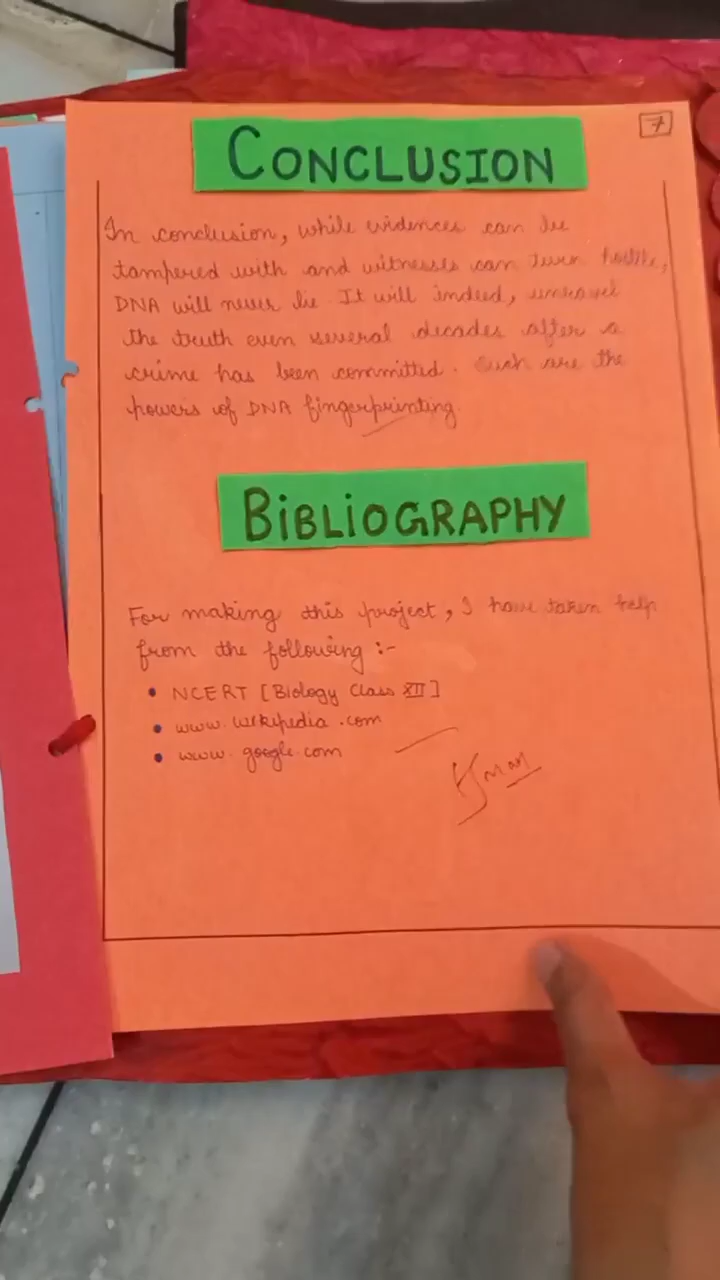 7
CONCLUSION
In conclusion, while evidences can be
tampered with and witnesses can turn hostile,
DNA will never lie. It will indeed, unravel
the truth even several decades after a
crime has been committed. Such are the
powers of DNA fingerprinting.
BIBLIOGRAPHY
For making this project, I have taken help
from the following :-
• NCERT [Biology Class XII]
• www.wikipedia.com
• www.google.com